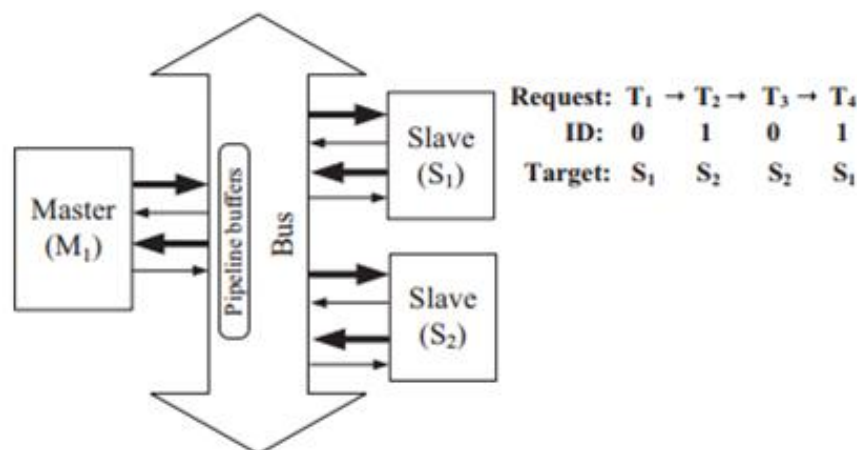 Master
(M₁)
Pipeline buffers
Bus
Slave
(S₁)
Slave
(S₂)
Request: T₁ → T₂ → T₃ → T₄
ID: 0 1 0 1
Target: S₁ S₂ S₂ S₁